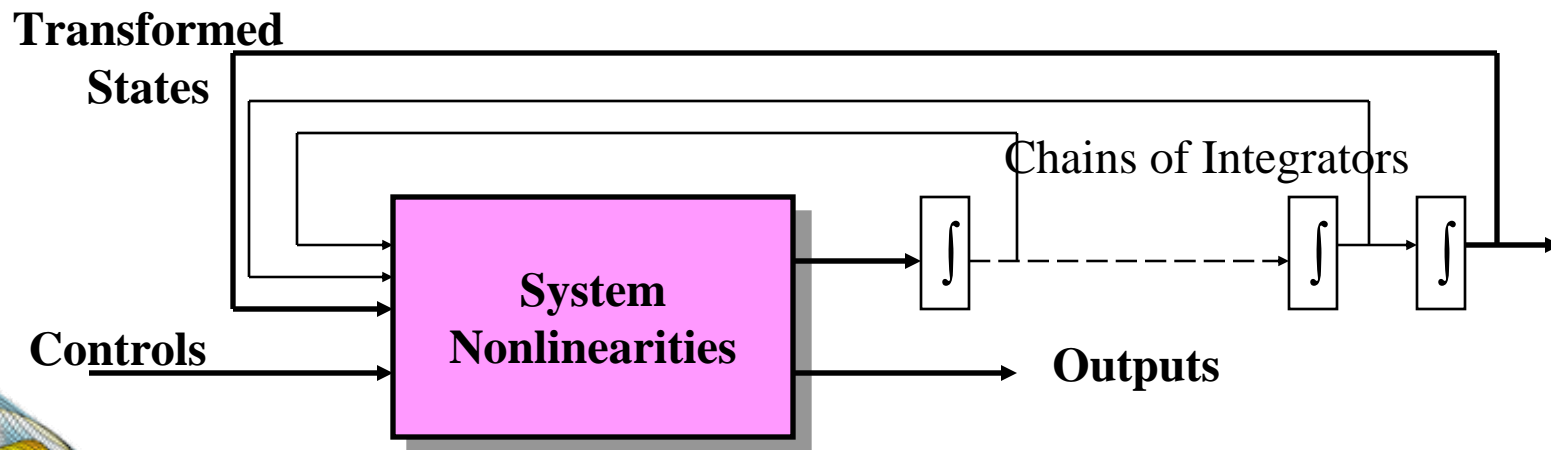 Transformed
States
Chains of Integrators
∫
∫
∫
System
Nonlinearities
Controls
Outputs